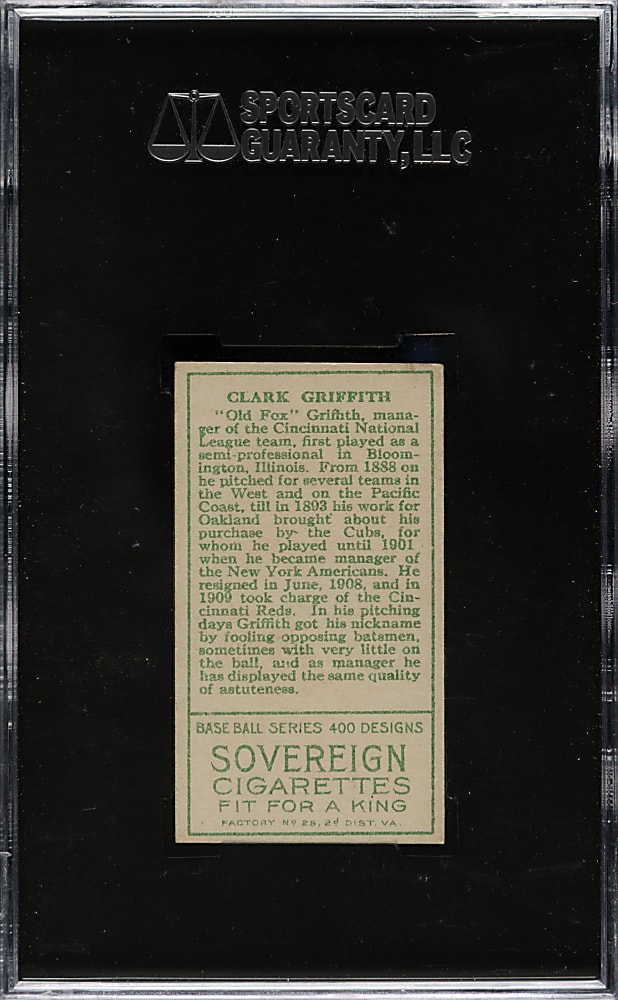 SPORTSCARD
GUARANTY, LLC
CLARK GRIFFITH
"Old Fox" Griffith, mana-
ger of the Cincinnati National
League team, first played as a
semi-professional in Bloom-
ington, Illinois. From 1888 on
he pitched for several teams in
the West and on the Pacific
Coast, till in 1893 his work for
Oakland brought about his
purchase by the Cubs, for
whom he played until 1901
when he became manager of
the New York Americans. He
resigned in June, 1908, and in
1909 took charge of the Cin-
cinnati Reds. In his pitching
days Griffith got his nickname
by fooling opposing batsmen,
sometimes with very little on
the ball, and as manager he
has displayed the same quality
of astuteness.
BASE BALL SERIES 400 DESIGNS
SOVEREIGN
CIGARETTES
FIT FOR A KING
FACTORY Nº 25, 2d DIST. VA.